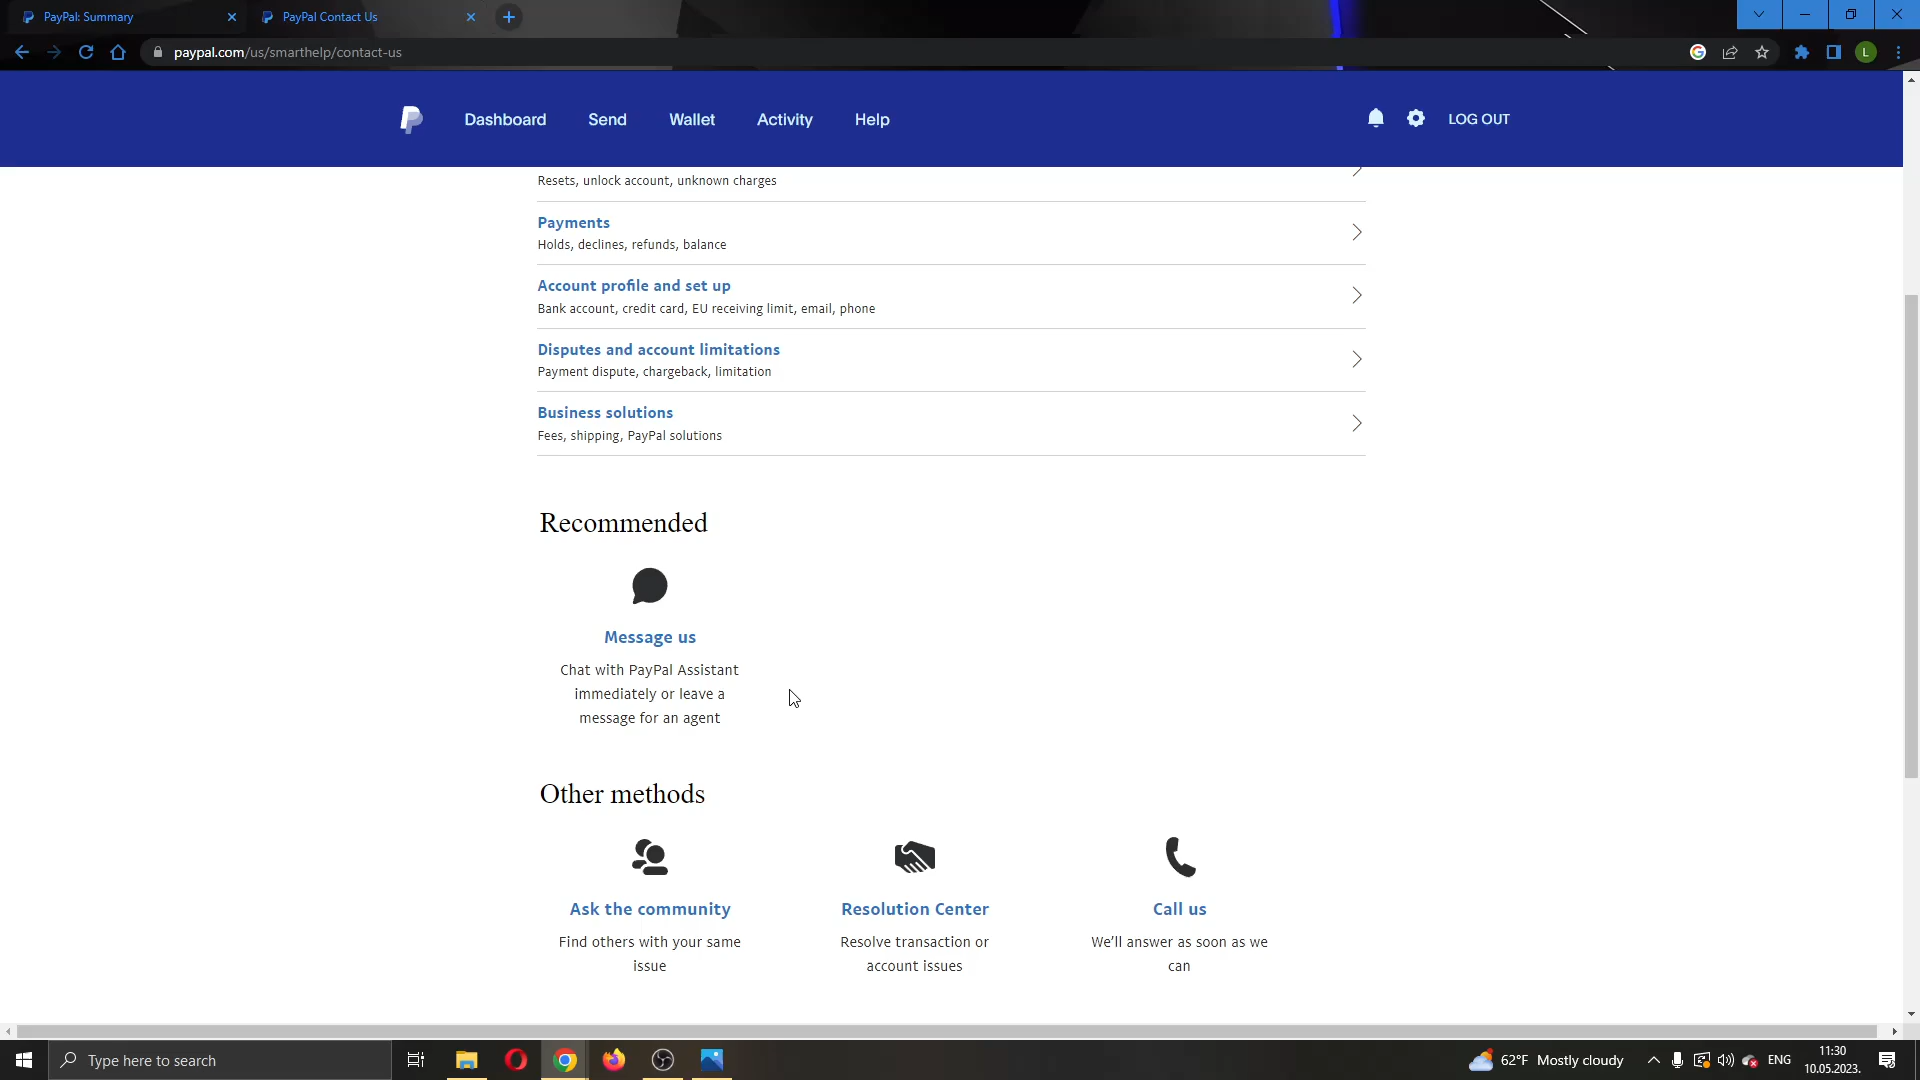 PayPal: Summary
PayPal Contact Us
paypal.com/us/smarthelp/contact-us
L
Dashboard
Send
Wallet
Activity
Help
LOG OUT
Resets, unlock account, unknown charges
Payments
Holds, declines, refunds, balance
Account profile and set up
Bank account, credit card, EU receiving limit, email, phone
Disputes and account limitations
Payment dispute, chargeback, limitation
Business solutions
Fees, shipping, PayPal solutions
Recommended
Message us
Chat with PayPal Assistant
immediately or leave a
message for an agent
Other methods
Ask the community
Find others with your same
issue
Resolution Center
Resolve transaction or
account issues
Call us
We'll answer as soon as we
can
Type here to search
62°F Mostly cloudy
ENG
11:30
10.05.2023.